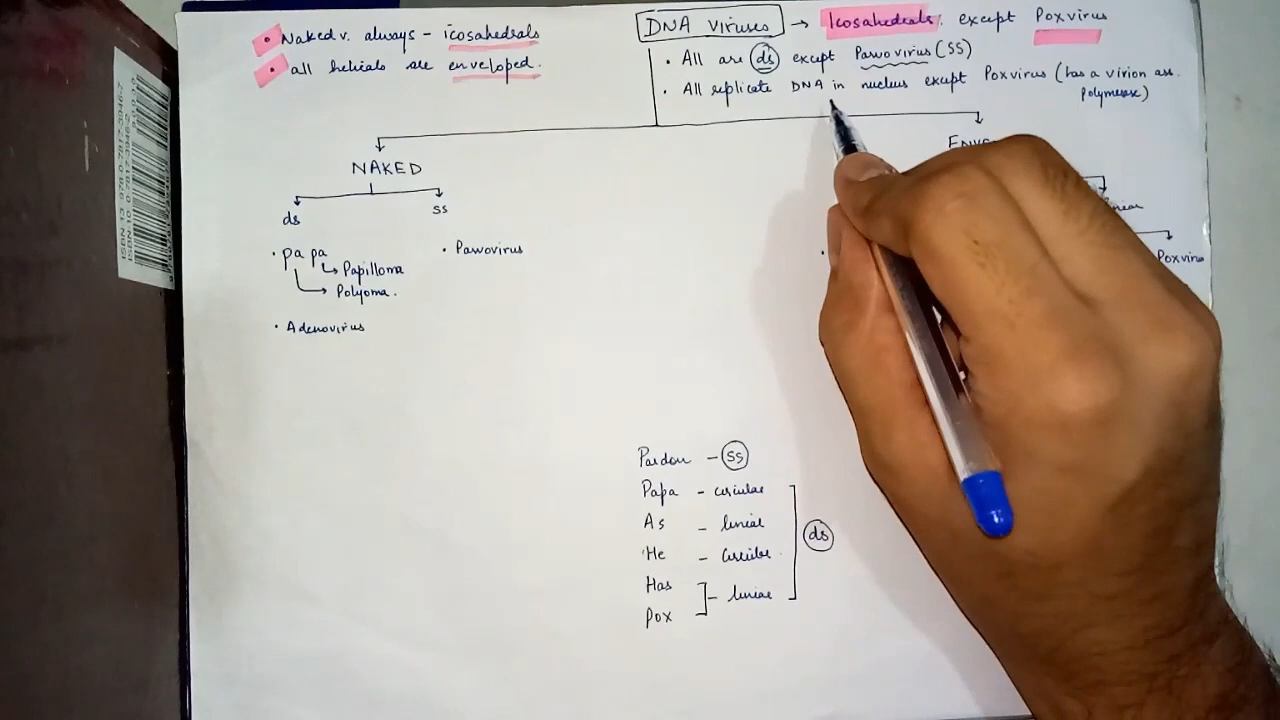 • Naked v. always - icosahedrals
• all helicals are enveloped.
DNA viruses → Icosahedrals, except Poxvirus
• All are ds except Parvovirus (SS)
• All replicate DNA in nucleus except Poxvirus (has a virion ass.
Polymerase)
NAKED
ds
ss
• Pa pa
Papilloma
Polyoma.
• Adenovirus
• Parvovirus
Poxvirus
Pardon - SS
Papa - circular
As - linear
He - circular
Has
Pox
- linear
ds